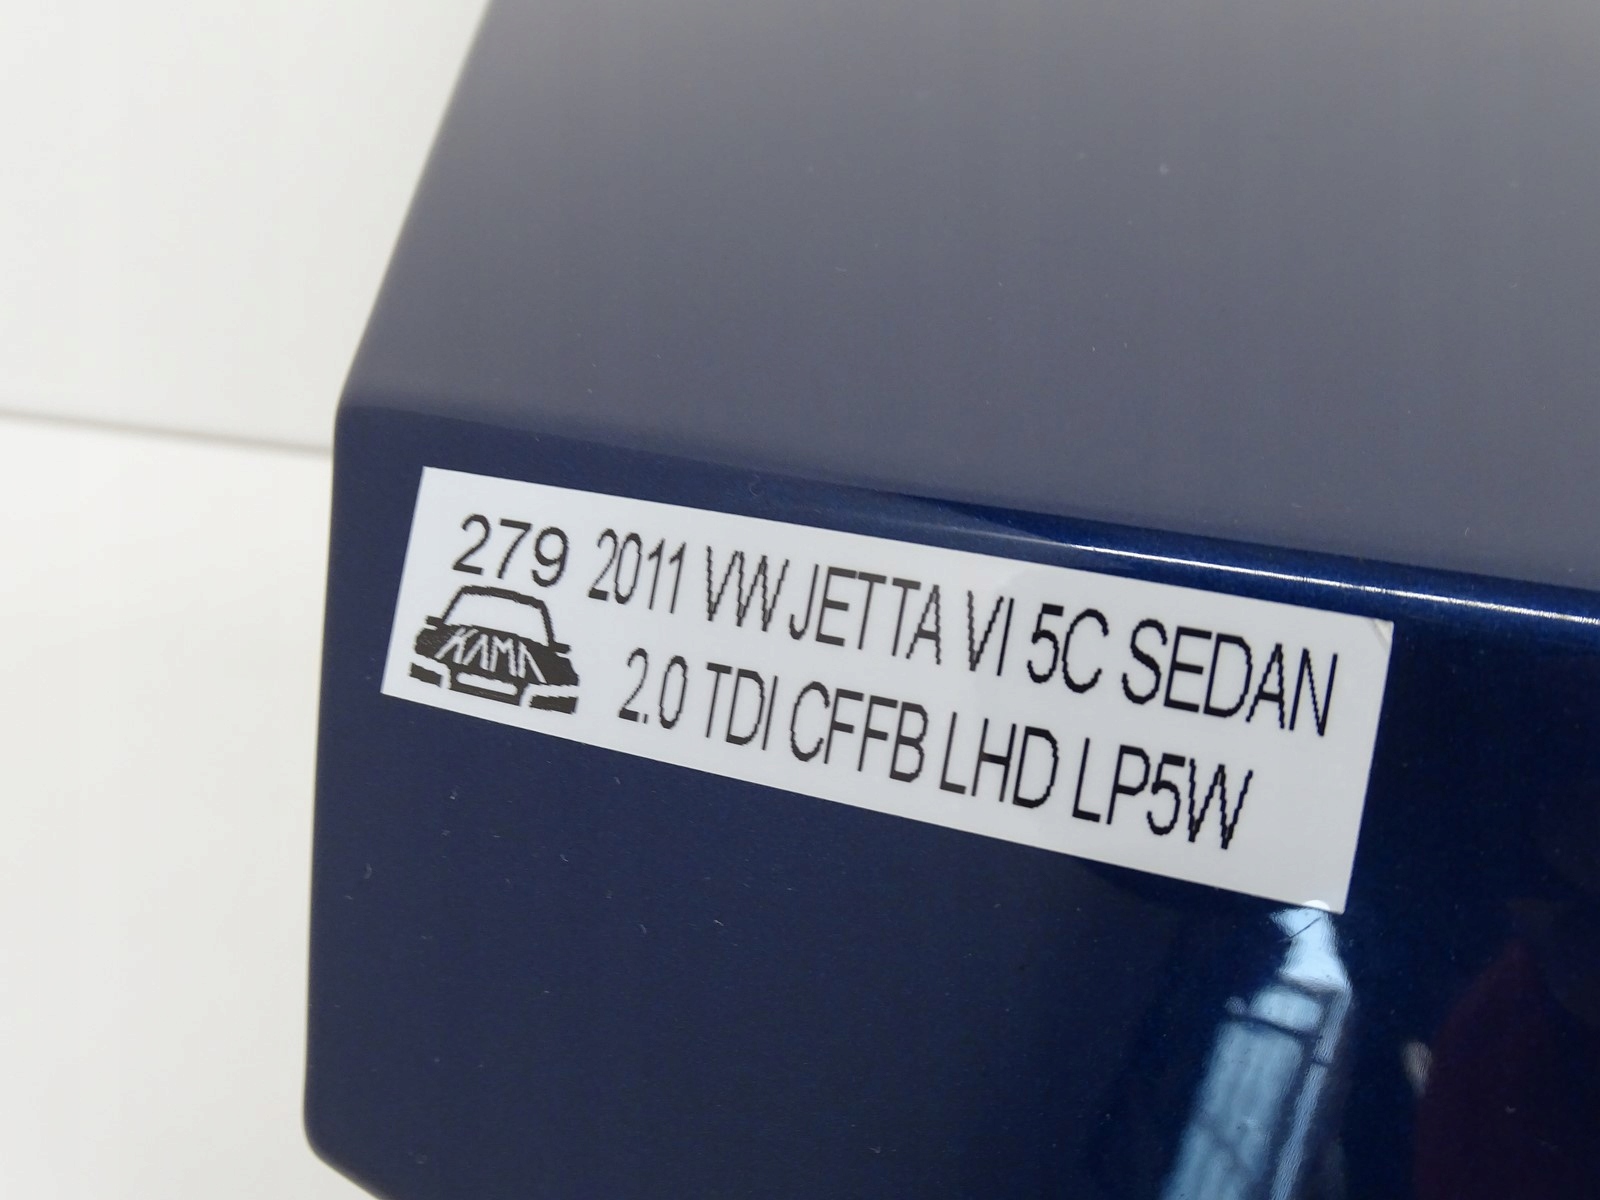 279 2011 VW JETTA VI 5C SEDAN
KAMA 2.0 TDI CFFB LHD LP5W